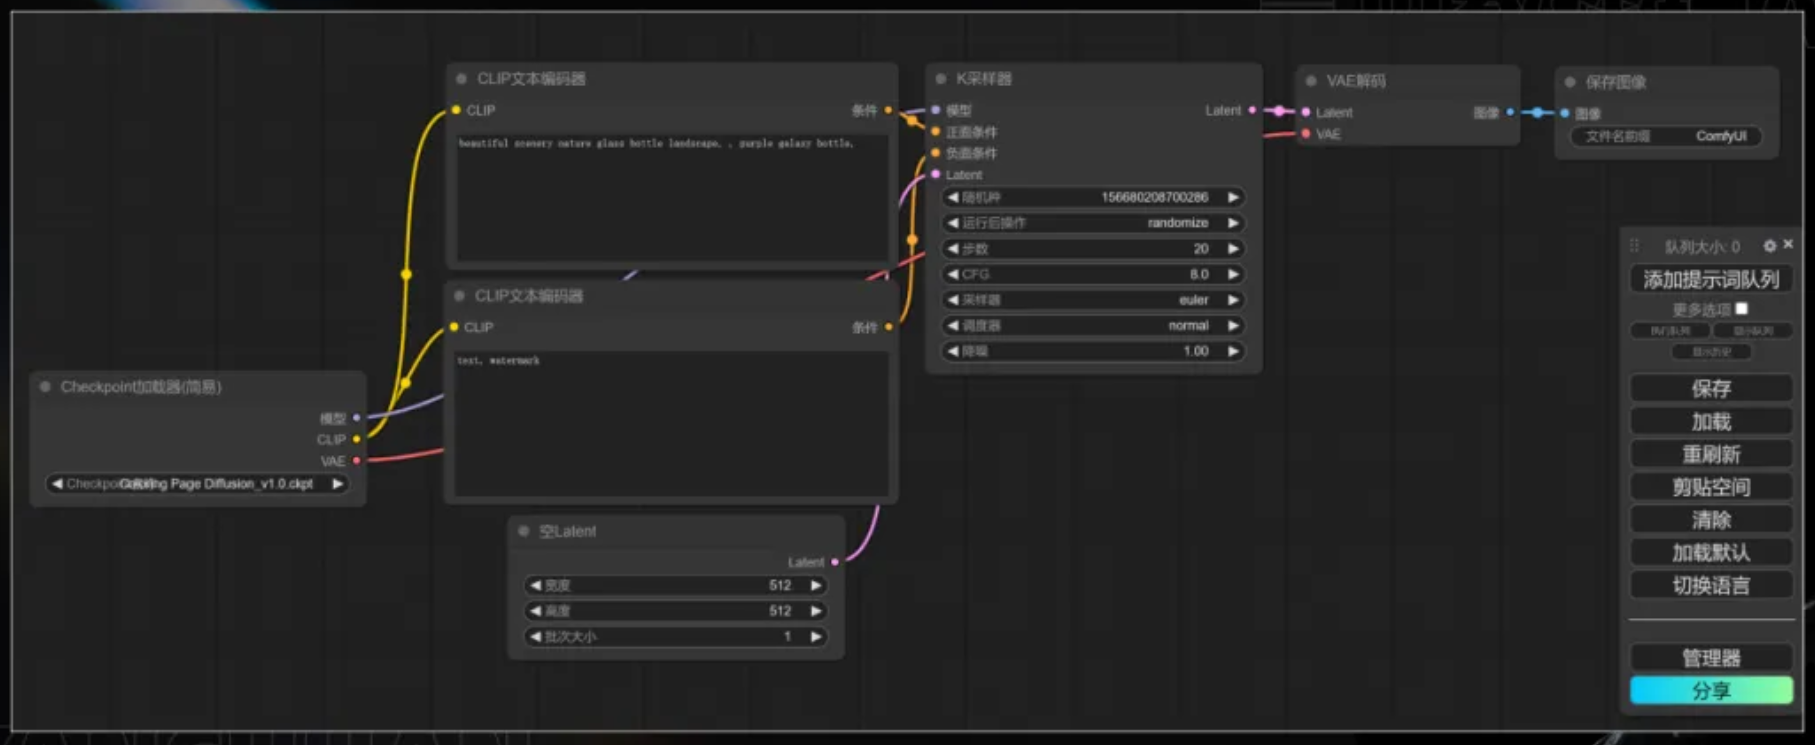 CLIP文本编码器
CLIP
条件
beautiful scenery nature glass bottle landscape, , purple galaxy bottle,
CLIP文本编码器
CLIP
条件
text, watermark
Checkpoint加载器(简易)
模型
CLIP
VAE
Page Diffusion_v1.0.ckpt
空Latent
Latent
宽度 512
高度 512
批次大小 1
K采样器
模型 Latent
正面条件
负面条件
Latent
随机种 156680208700286
运行后操作 randomize
步数 20
CFG 8.0
采样器 euler
调度器 normal
降噪 1.00
VAE解码
Latent 图像
VAE
保存图像
图像
文件名前缀 ComfyUI
队列大小: 0
添加提示词队列
更多选项
显示队列
显示历史
保存
加载
重刷新
剪贴空间
清除
加载默认
切换语言
管理器
分享